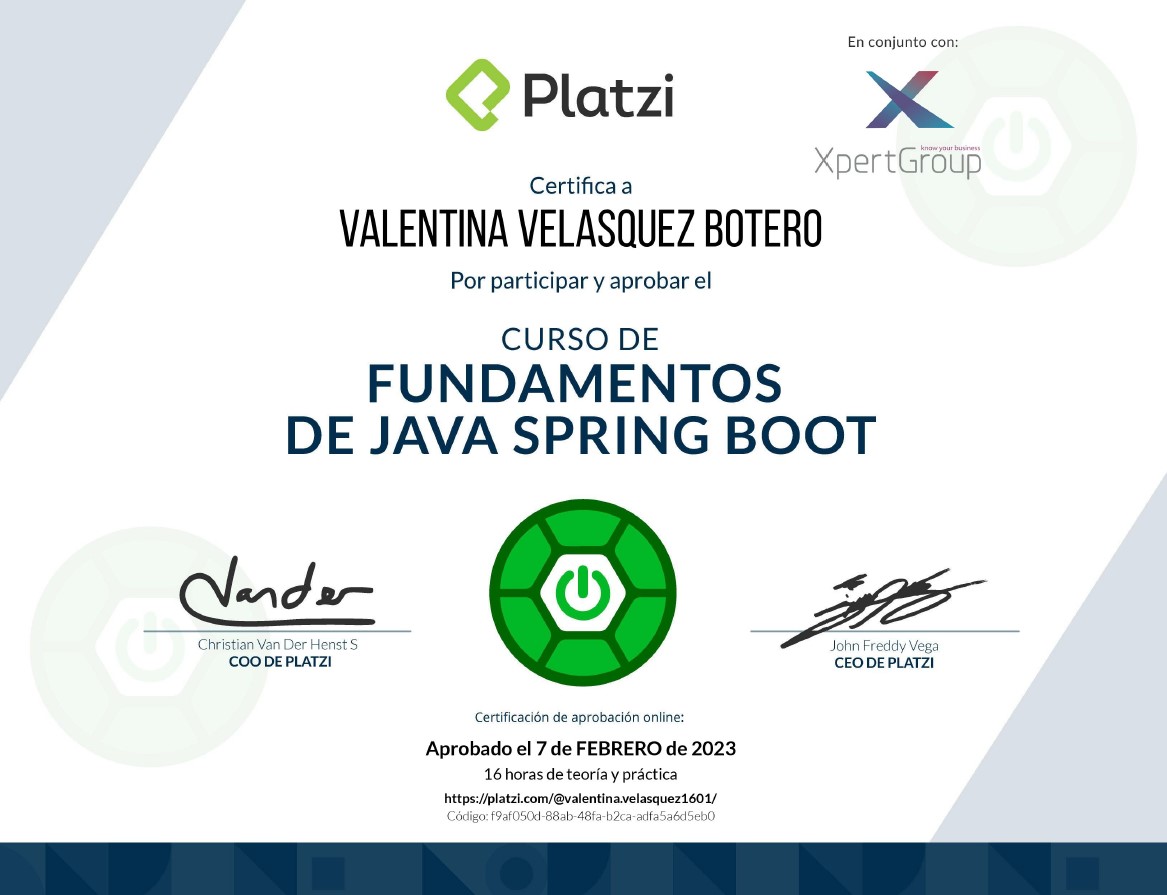 En conjunto con:
Platzi
know your business
XpertGroup
Certifica a
VALENTINA VELASQUEZ BOTERO
Por participar y aprobar el
CURSO DE
FUNDAMENTOS
DE JAVA SPRING BOOT
Vander
Christian Van Der Henst S
COO DE PLATZI
John Freddy Vega
CEO DE PLATZI
Certificación de aprobación online:
Aprobado el 7 de FEBRERO de 2023
16 horas de teoría y práctica
https://platzi.com/@valentina.velasquez1601/
Código: f9af050d-88ab-48fa-b2ca-adfa5a6d5eb0